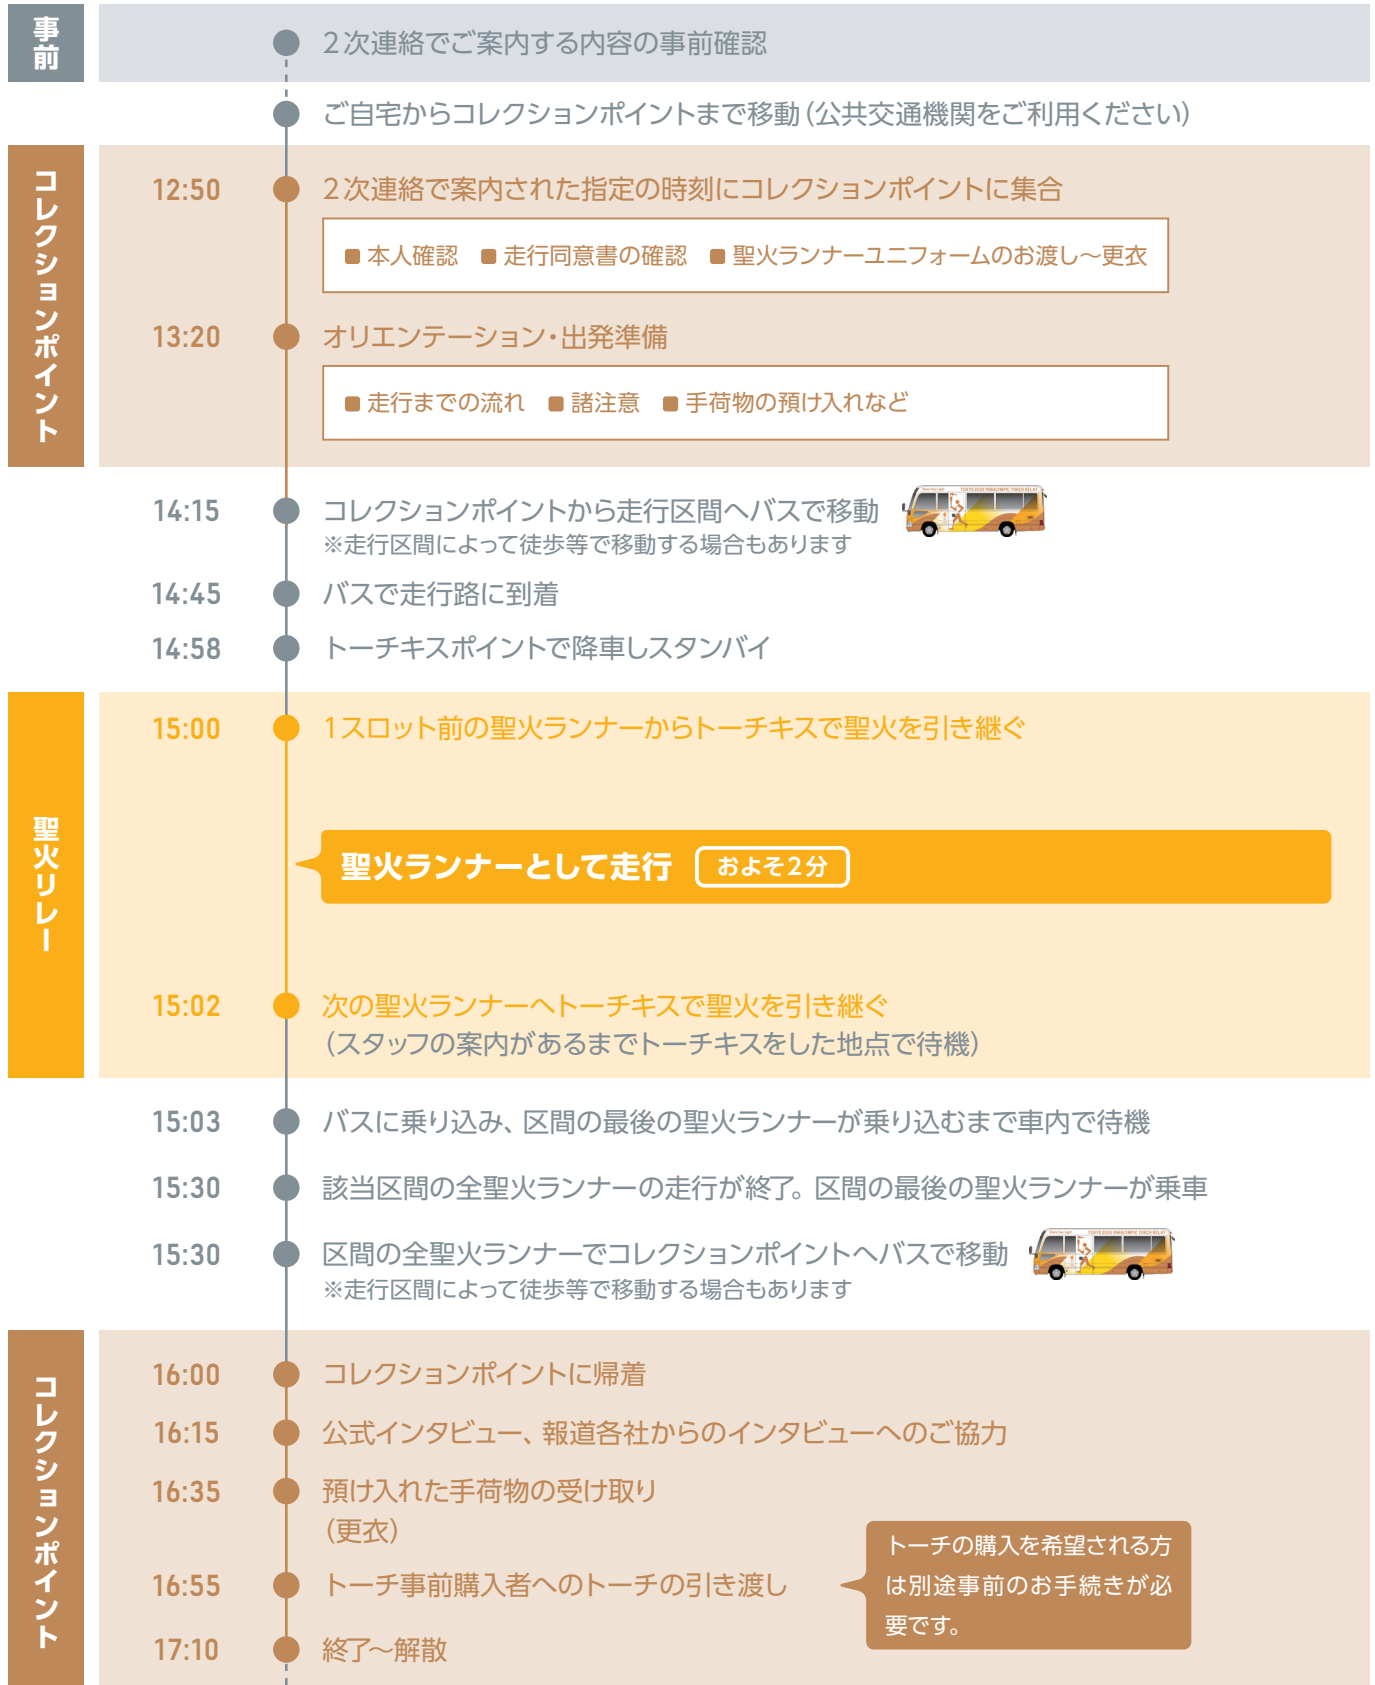 事前
２次連絡でご案内する内容の事前確認
ご自宅からコレクションポイントまで移動（公共交通機関をご利用ください）
コレクションポイント
12:50
２次連絡で案内された指定の時刻にコレクションポイントに集合
■ 本人確認 ■ 走行同意書の確認 ■ 聖火ランナーユニフォームのお渡し～更衣
13:20
オリエンテーション・出発準備
■ 走行までの流れ ■ 諸注意 ■ 手荷物の預け入れなど
14:15
コレクションポイントから走行区間へバスで移動
TOKYO 2020 PARALYMPIC TORCH RELAY
※走行区間によって徒歩等で移動する場合もあります
14:45
バスで走行路に到着
14:58
トーチキスポイントで降車しスタンバイ
聖火リレー
15:00
1スロット前の聖火ランナーからトーチキスで聖火を引き継ぐ
聖火ランナーとして走行 およそ２分
15:02
次の聖火ランナーへトーチキスで聖火を引き継ぐ
（スタッフの案内があるまでトーチキスをした地点で待機）
15:03
バスに乗り込み、区間の最後の聖火ランナーが乗り込むまで車内で待機
15:30
該当区間の全聖火ランナーの走行が終了。区間の最後の聖火ランナーが乗車
15:30
区間の全聖火ランナーでコレクションポイントへバスで移動
TOKYO 2020 PARALYMPIC TORCH RELAY
※走行区間によって徒歩等で移動する場合もあります
コレクションポイント
16:00
コレクションポイントに帰着
16:15
公式インタビュー、報道各社からのインタビューへのご協力
16:35
預け入れた手荷物の受け取り
（更衣）
16:55
トーチ事前購入者へのトーチの引き渡し
トーチの購入を希望される方
は別途事前のお手続きが必
要です。
17:10
終了～解散